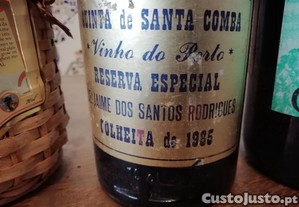 QUINTA de SANTA COMBA
"Vinho do Porto"
RESERVA ESPECIAL
JAIME DOS SANTOS RODRIGUES
COLHEITA de 1985
CustoJusto.pt